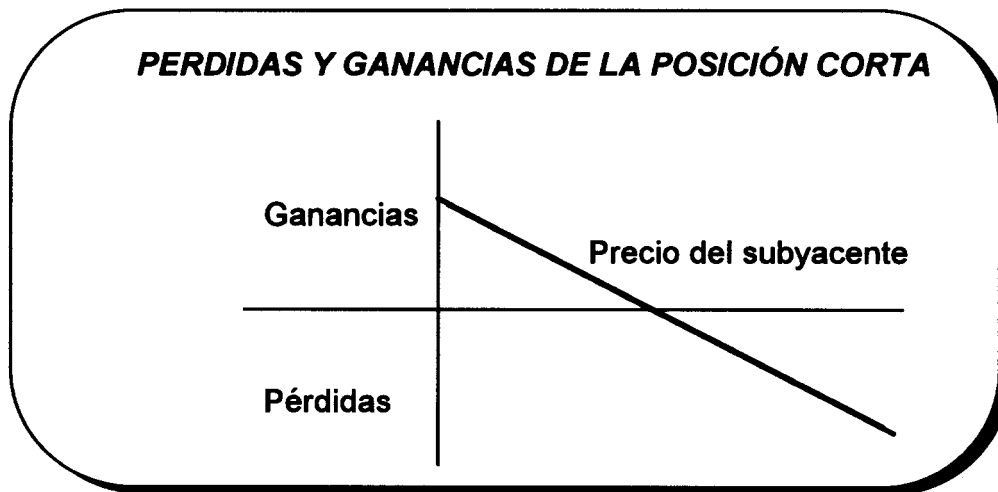 PERDIDAS Y GANANCIAS DE LA POSICIÓN CORTA
Ganancias
Precio del subyacente
Pérdidas